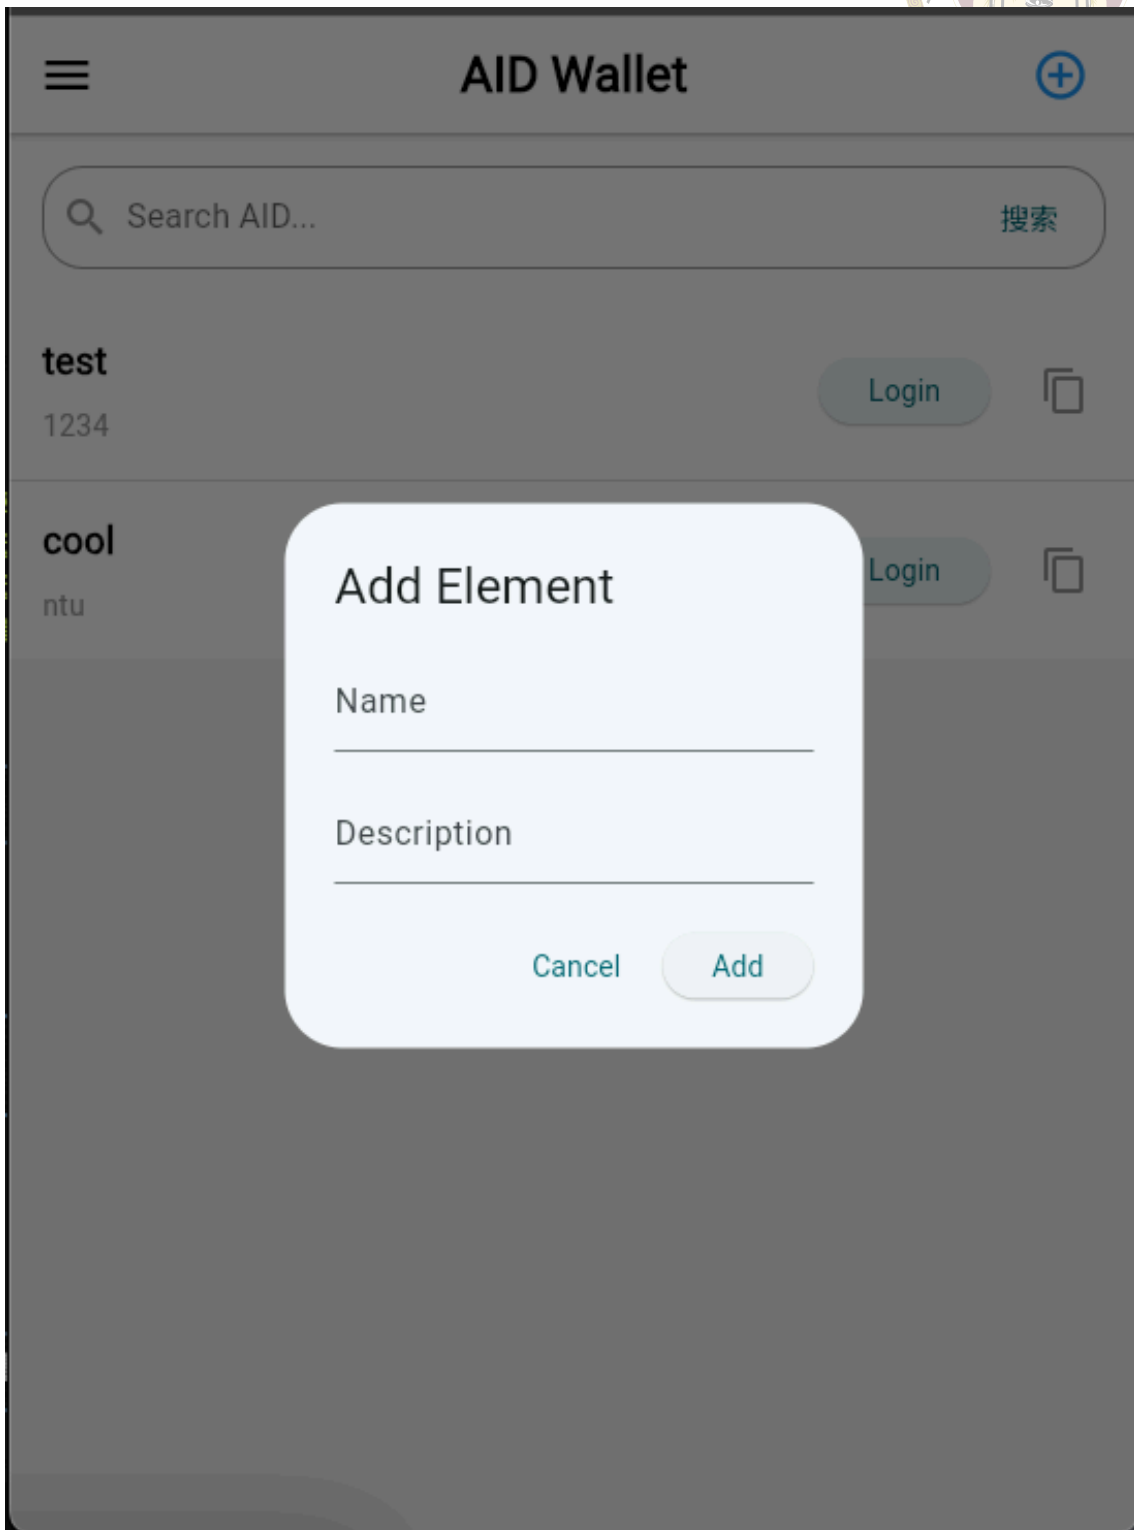 AID Wallet
Search AID...
搜索
test
Login
1234
cool
Login
ntu
Add Element
Name
Description
Cancel
Add